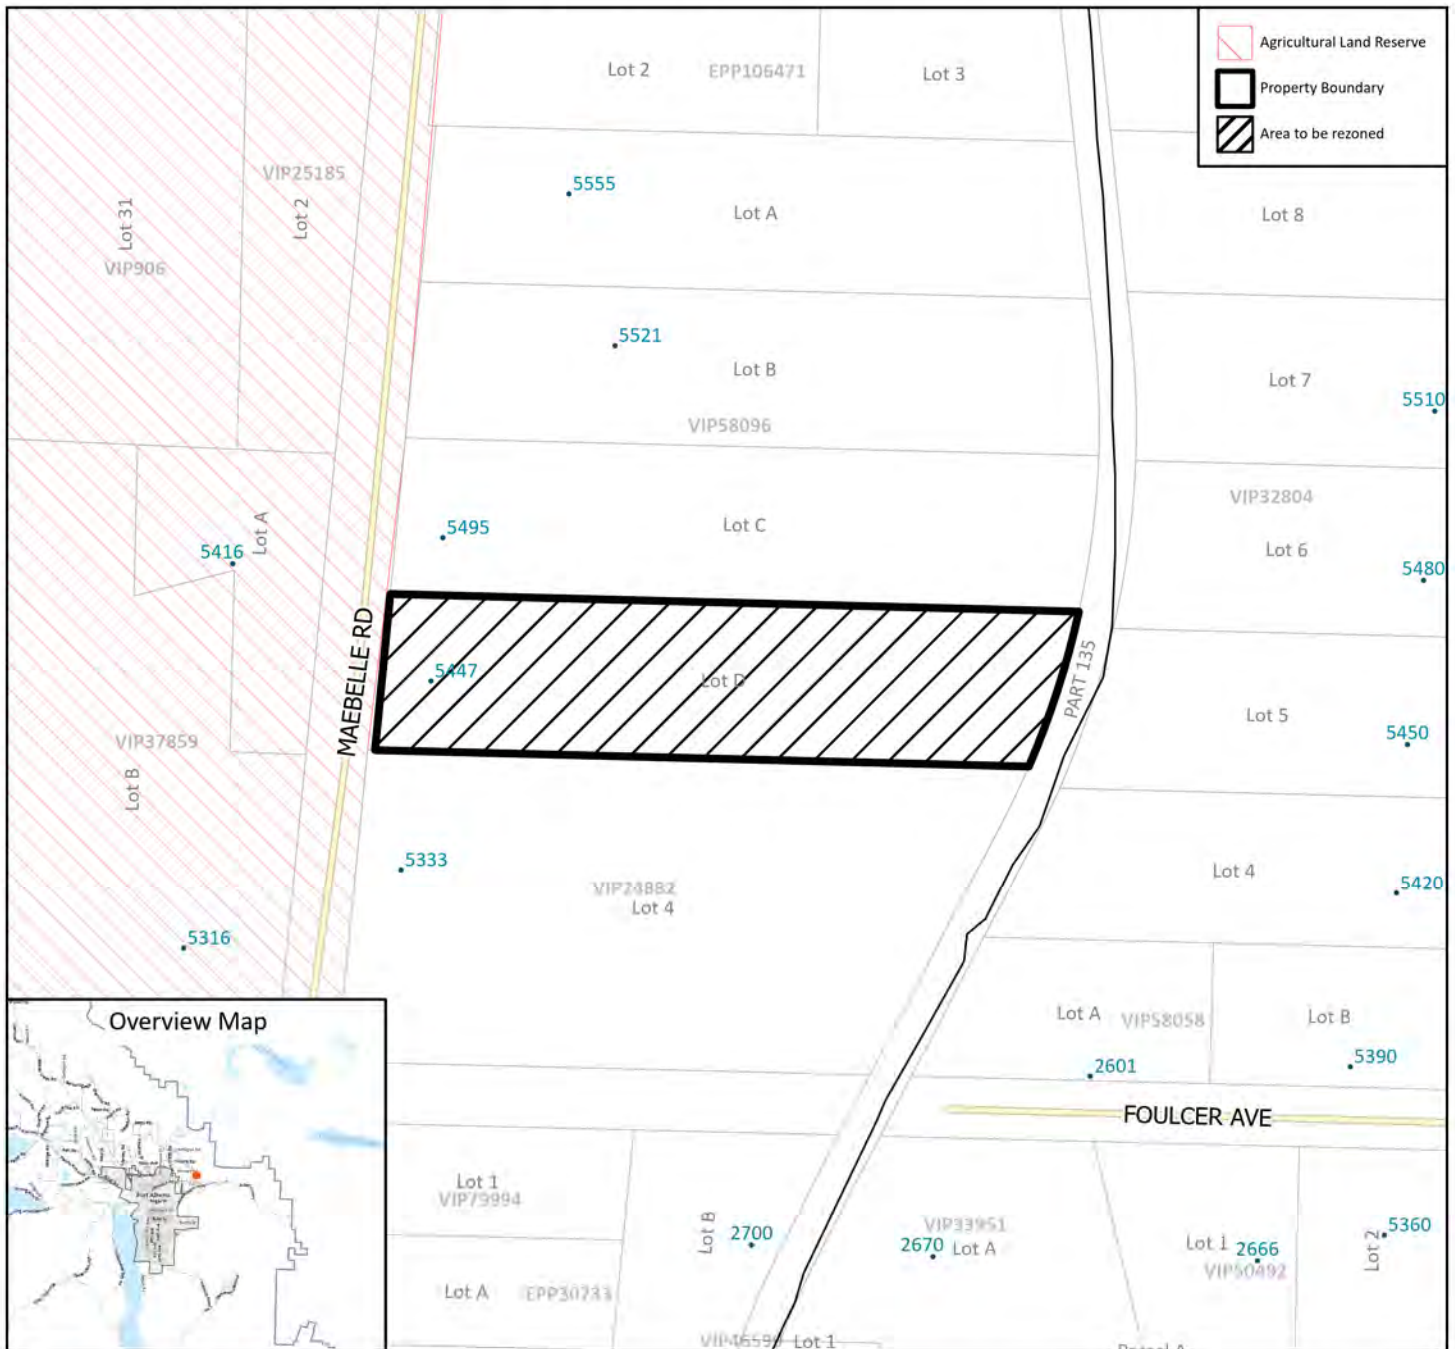 Agricultural Land Reserve
Property Boundary
Area to be rezoned
Lot 2
EPP106471
Lot 3
VIP25185
Lot 2
Lot 31
VIP906
5555
Lot A
Lot 8
5521
Lot B
VIP58096
Lot 7
5510
VIP32804
Lot 6
5480
5495
Lot C
5416
Lot A
MAEBELLE RD
5447
Lot D
PART 135
Lot 5
5450
VIP37859
Lot B
5333
VIP24882
Lot 4
Lot 4
5420
5316
Lot A
VIP58058
Lot B
2601
5390
FOULCER AVE
Overview Map
Port Alberni
Lot 1
VIP79994
Lot B
2700
VIP33951
2670
Lot A
Lot 1
2666
VIP50492
Lot 2
5360
Lot A
EPP30233
Lot 1